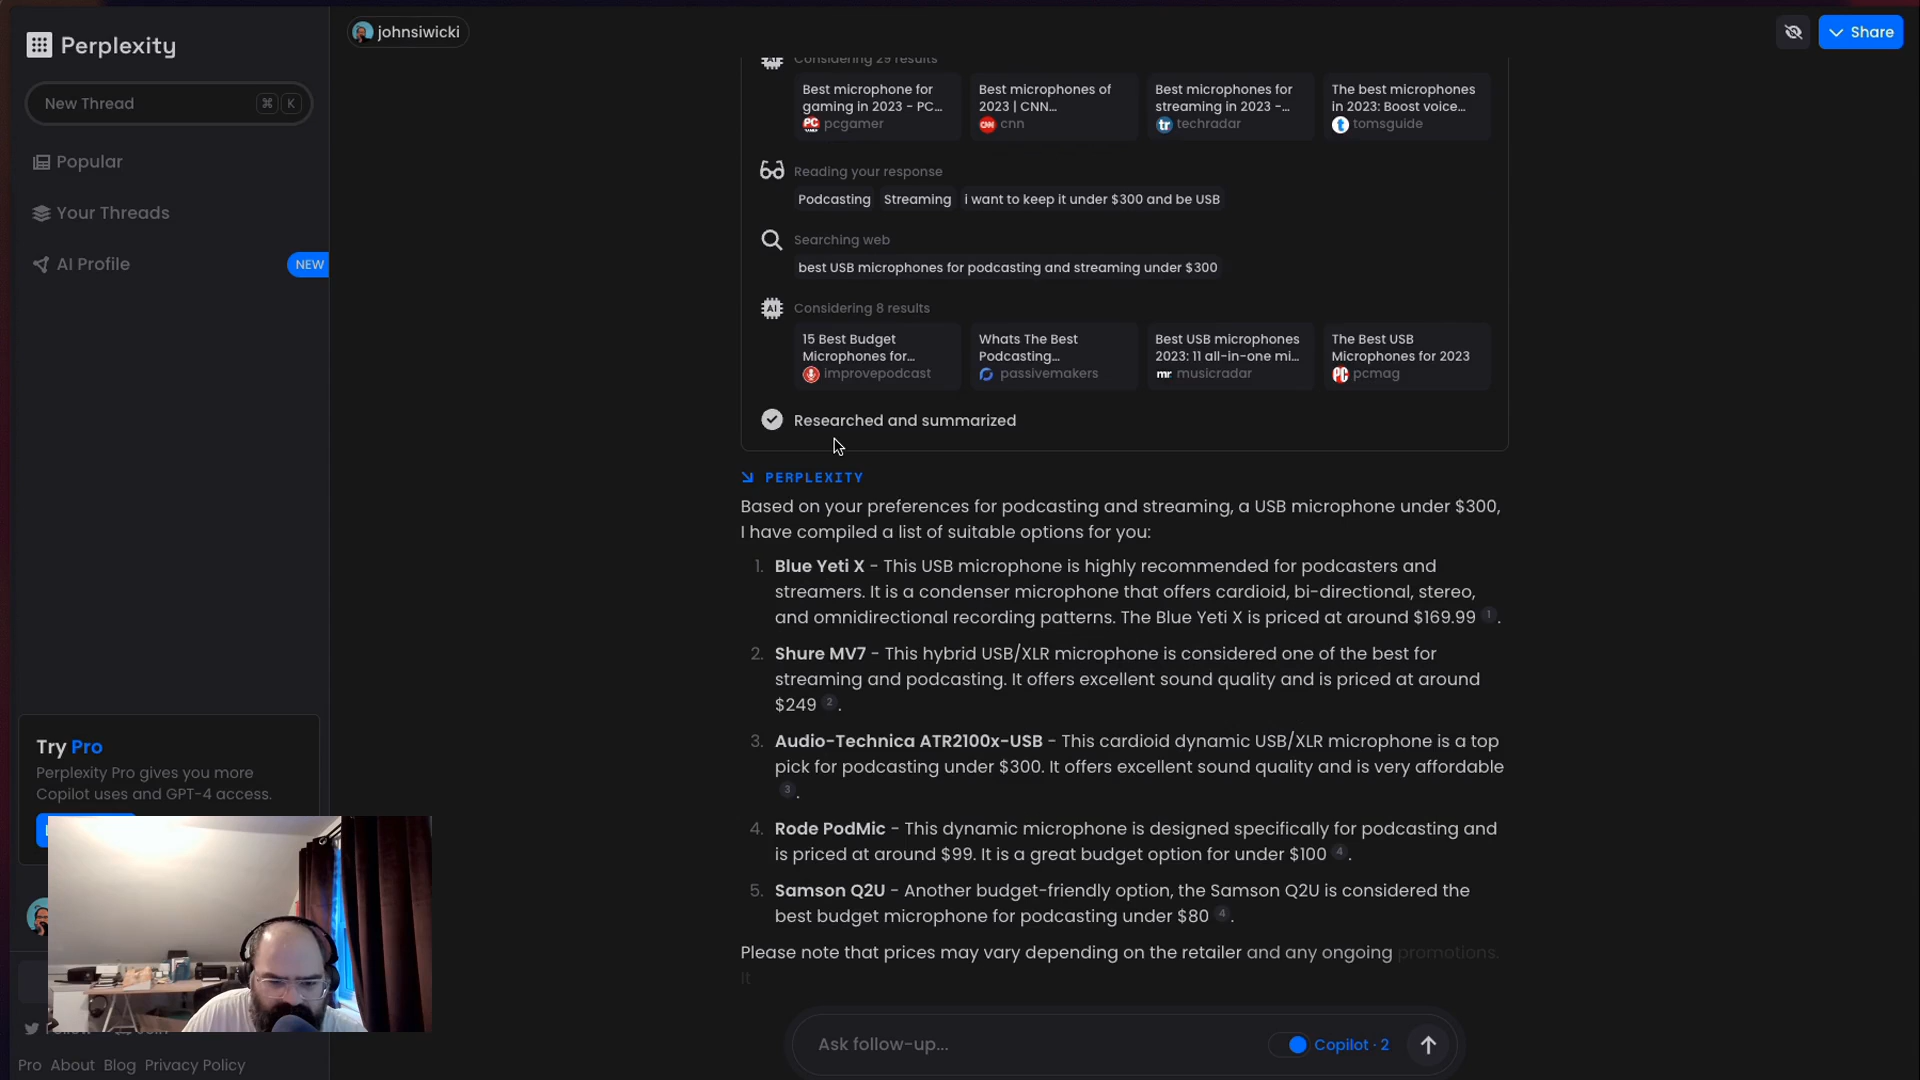 Perplexity
New Thread
⌘ K
Popular
Your Threads
AI Profile
NEW
Try Pro
Perplexity Pro gives you more
Copilot uses and GPT-4 access.
Pro About Blog Privacy Policy
johnsiwicki
Share
Considering 29 results
Best microphone for
gaming in 2023 - PC...
pcgamer
Best microphones of
2023 | CNN...
cnn
Best microphones for
streaming in 2023 -...
techradar
The best microphones
in 2023: Boost voice...
tomsguide
Reading your response
Podcasting Streaming i want to keep it under $300 and be USB
Searching web
best USB microphones for podcasting and streaming under $300
Considering 8 results
15 Best Budget
Microphones for...
improvepodcast
Whats The Best
Podcasting...
passivemakers
Best USB microphones
2023: 11 all-in-one mi...
musicradar
The Best USB
Microphones for 2023
pcmag
Researched and summarized
PERPLEXITY
Based on your preferences for podcasting and streaming, a USB microphone under $300,
I have compiled a list of suitable options for you:
1. Blue Yeti X - This USB microphone is highly recommended for podcasters and
streamers. It is a condenser microphone that offers cardioid, bi-directional, stereo,
and omnidirectional recording patterns. The Blue Yeti X is priced at around $169.99 1.
2. Shure MV7 - This hybrid USB/XLR microphone is considered one of the best for
streaming and podcasting. It offers excellent sound quality and is priced at around
$249 2.
3. Audio-Technica ATR2100x-USB - This cardioid dynamic USB/XLR microphone is a top
pick for podcasting under $300. It offers excellent sound quality and is very affordable
3.
4. Rode PodMic - This dynamic microphone is designed specifically for podcasting and
is priced at around $99. It is a great budget option for under $100 4.
5. Samson Q2U - Another budget-friendly option, the Samson Q2U is considered the
best budget microphone for podcasting under $80 4.
Please note that prices may vary depending on the retailer and any ongoing promotions.
It
Ask follow-up...
Copilot · 2